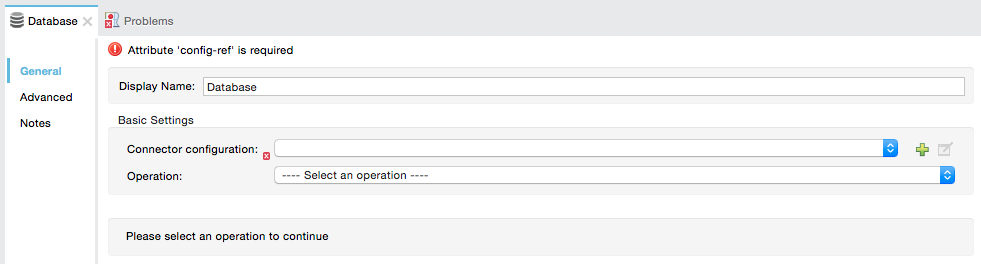 Database
Problems
Attribute 'config-ref' is required
General
Display Name: Database
Advanced
Basic Settings
Notes
Connector configuration:
Operation: ---- Select an operation ----
Please select an operation to continue